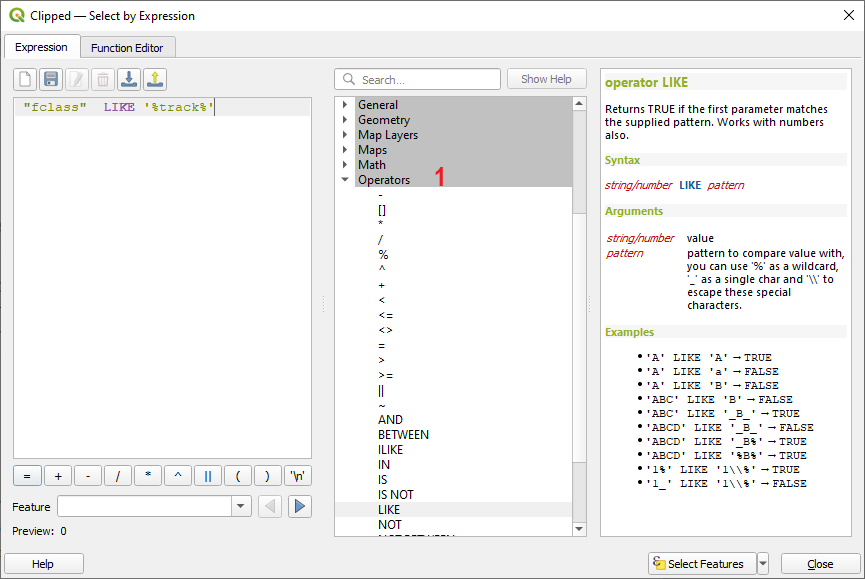 Clipped — Select by Expression
Expression
Function Editor
"fclass"  LIKE '%track%'
= + - / * ^ || ( ) '\n'
Feature
Preview: 0
Help
Search...
Show Help
General
Geometry
Map Layers
Maps
Math
Operators
1
-
[]
*
/
%
^
+
<
<=
<>
=
>
>=
||
~
AND
BETWEEN
ILIKE
IN
IS
IS NOT
LIKE
NOT
NOT BETWEEN
operator LIKE
Returns TRUE if the first parameter matches
the supplied pattern. Works with numbers
also.
Syntax
string/number LIKE pattern
Arguments
string/number value
pattern pattern to compare value with,
you can use '%' as a wildcard,
'_' as a single char and '\\' to
escape these special
characters.
Examples
• 'A' LIKE 'A' → TRUE
• 'A' LIKE 'a' → FALSE
• 'A' LIKE 'B' → FALSE
• 'ABC' LIKE 'B' → FALSE
• 'ABC' LIKE '_B_' → TRUE
• 'ABCD' LIKE '_B_' → FALSE
• 'ABCD' LIKE '_B%' → TRUE
• 'ABCD' LIKE '%B%' → TRUE
• '1%' LIKE '1\\%' → TRUE
• '1_' LIKE '1\\%' → FALSE
Select Features
Close